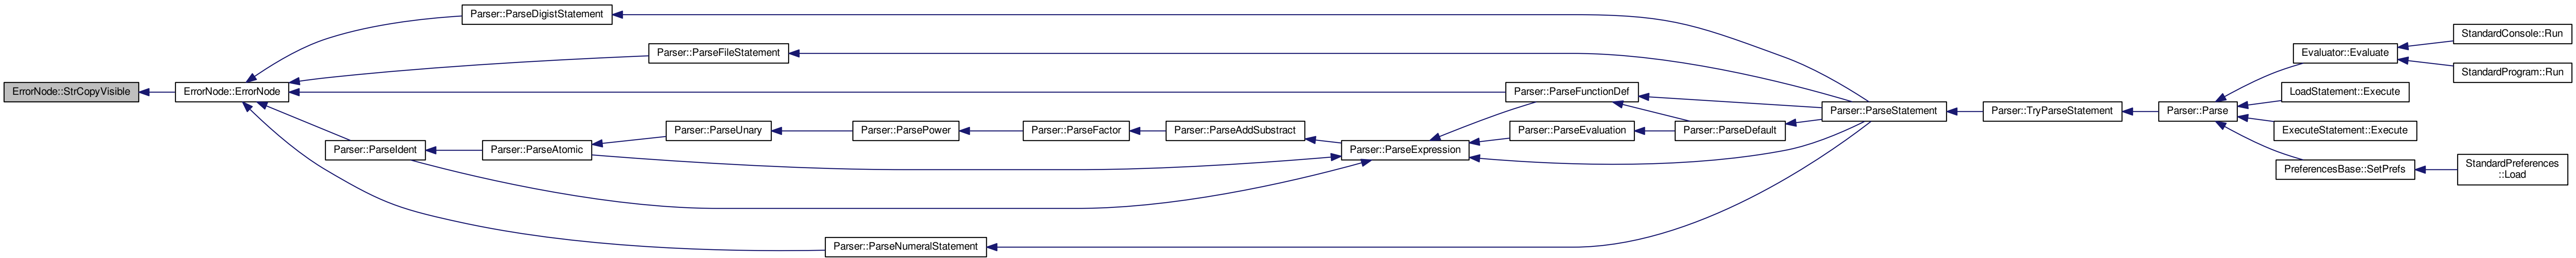 ErrorNode::StrCopyVisible
ErrorNode::ErrorNode
Parser::ParseDigistStatement
Parser::ParseFileStatement
Parser::ParseFunctionDef
Parser::ParseIdent
Parser::ParseAtomic
Parser::ParseUnary
Parser::ParsePower
Parser::ParseFactor
Parser::ParseAddSubstract
Parser::ParseExpression
Parser::ParseEvaluation
Parser::ParseDefault
Parser::ParseNumeralStatement
Parser::ParseStatement
Parser::TryParseStatement
Parser::Parse
Evaluator::Evaluate
StandardConsole::Run
StandardProgram::Run
LoadStatement::Execute
ExecuteStatement::Execute
PreferencesBase::SetPrefs
StandardPreferences
::Load